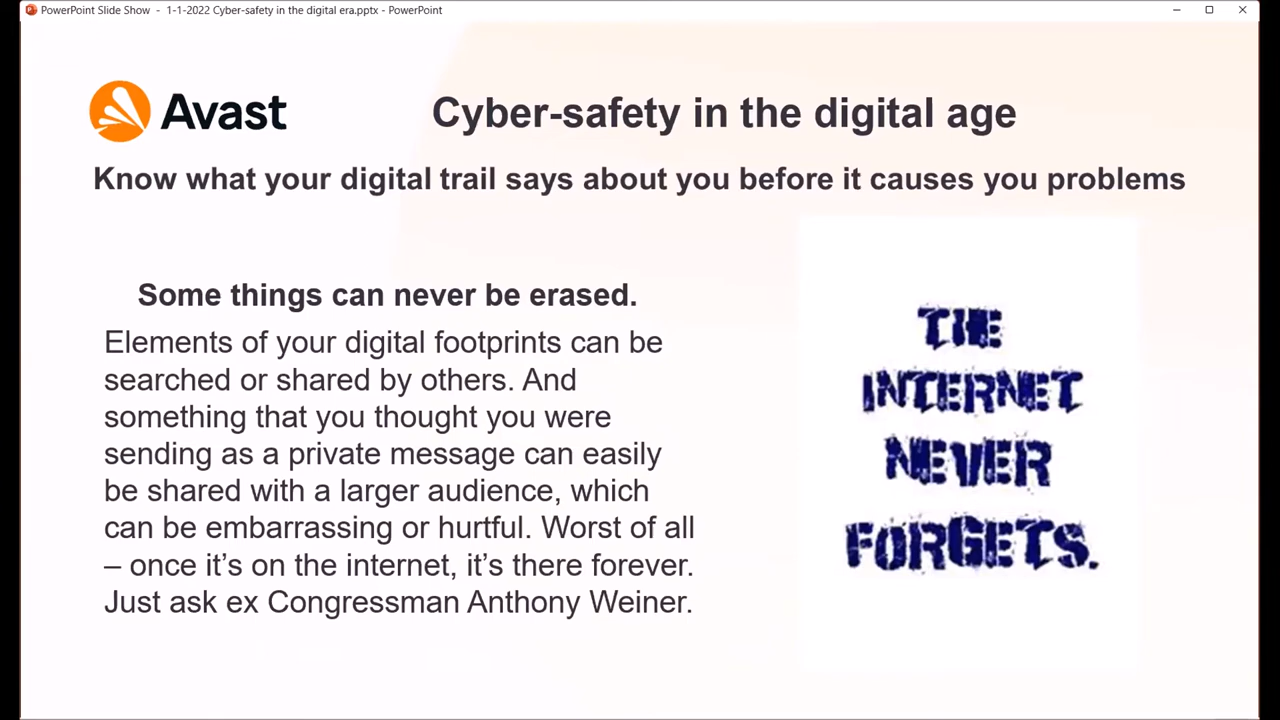 PowerPoint Slide Show - 1-1-2022 Cyber-safety in the digital era.pptx - PowerPoint
Avast
Cyber-safety in the digital age
Know what your digital trail says about you before it causes you problems
Some things can never be erased.
Elements of your digital footprints can be
searched or shared by others. And
something that you thought you were
sending as a private message can easily
be shared with a larger audience, which
can be embarrassing or hurtful. Worst of all
– once it’s on the internet, it’s there forever.
Just ask ex Congressman Anthony Weiner.
THE
INTERNET
NEVER
FORGETS.